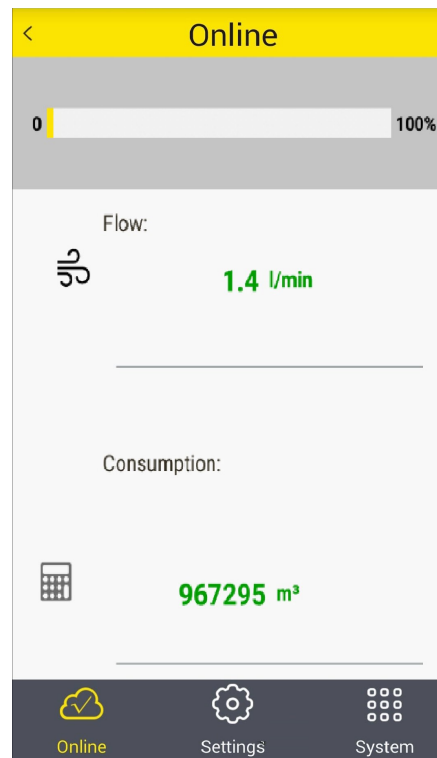 Online
0 100%
Flow:
1.4 l/min
Consumption:
967295 m³
Online Settings System